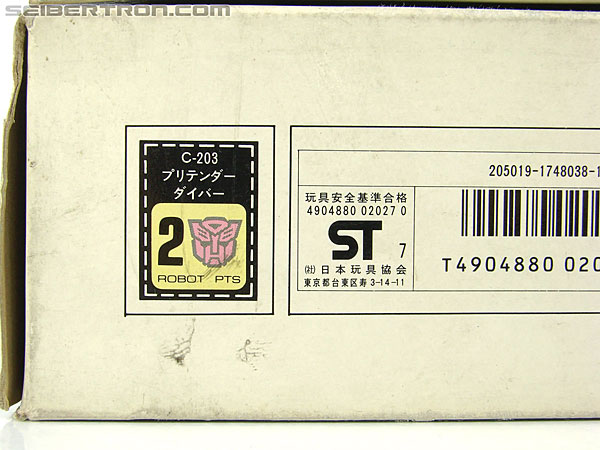 SEIBERTRON.COM
C-203
プリテンダー
ダイバー
2
ROBOT PTS
205019-1748038-1
玩具安全基準合格
4904880 02027 0
ST 7
(社)日本玩具協会
東京都台東区寿 3-14-11
T4904880 020